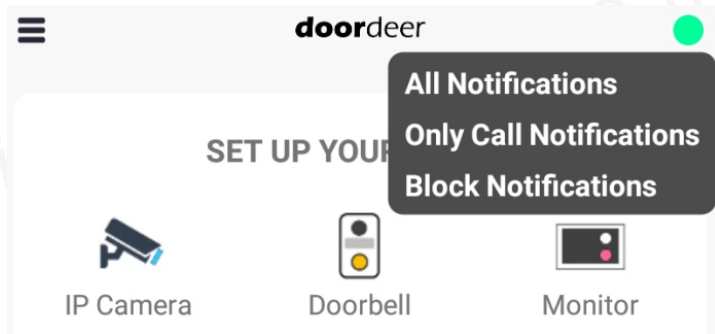 doordeer
All Notifications
Only Call Notifications
Block Notifications
SET UP YOUR
IP Camera
Doorbell
Monitor